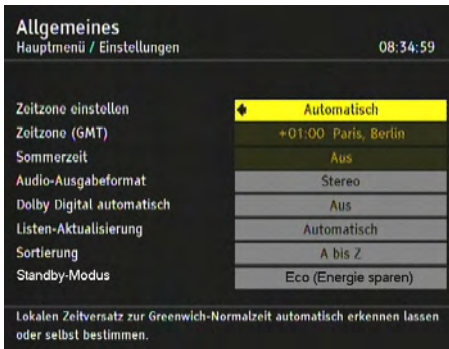 Allgemeines
Hauptmenü / Einstellungen 08:34:59
Zeitzone einstellen Automatisch
Zeitzone (GMT) +01:00 Paris, Berlin
Sommerzeit Aus
Audio-Ausgabeformat Stereo
Dolby Digital automatisch Aus
Listen-Aktualisierung Automatisch
Sortierung A bis Z
Standby-Modus Eco (Energie sparen)
Lokalen Zeitversatz zur Greenwich-Normalzeit automatisch erkennen lassen
oder selbst bestimmen.